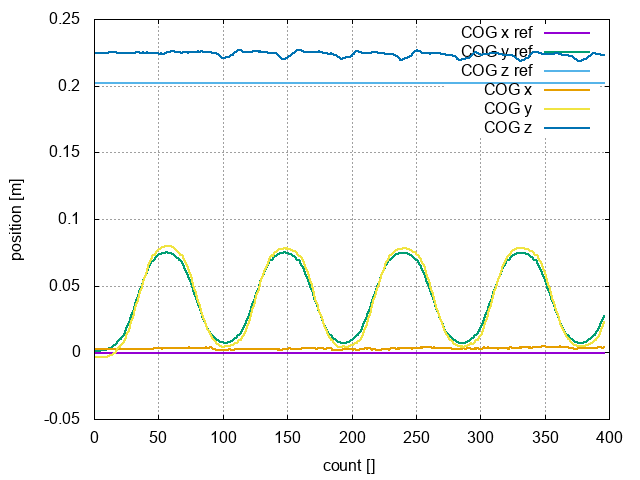 0.25
0.2
0.15
0.1
0.05
0
-0.05
position [m]
COG x ref
COG y ref
COG z ref
COG x
COG y
COG z
0 50 100 150 200 250 300 350 400
count []